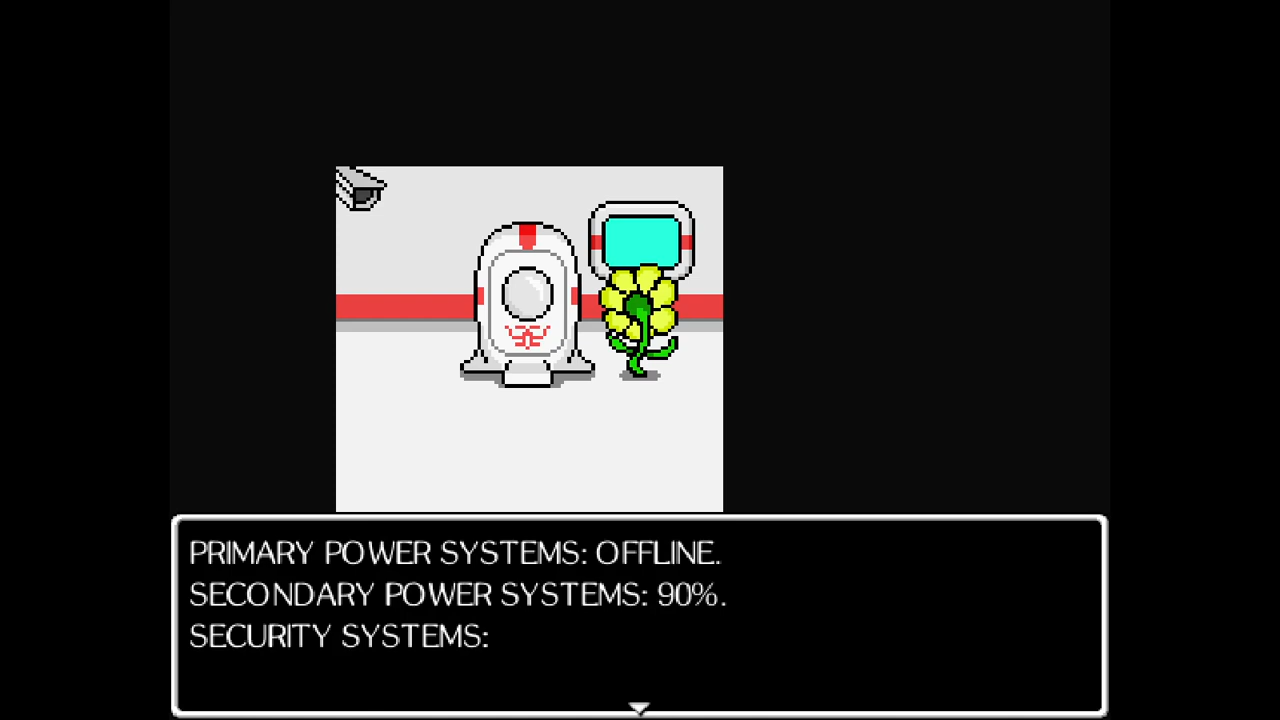 PRIMARY POWER SYSTEMS: OFFLINE.
SECONDARY POWER SYSTEMS: 90%.
SECURITY SYSTEMS: